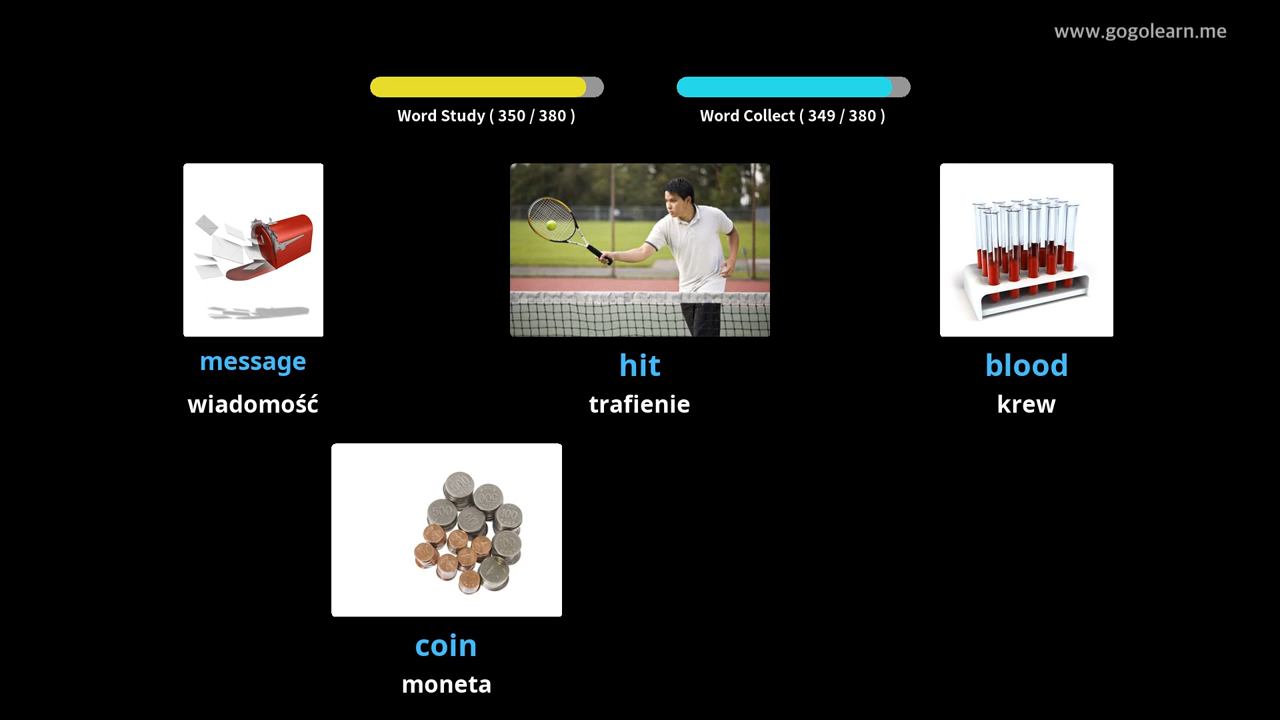 www.gogolearn.me
Word Study ( 350 / 380 )
Word Collect ( 349 / 380 )
message
wiadomość
hit
trafienie
blood
krew
coin
moneta